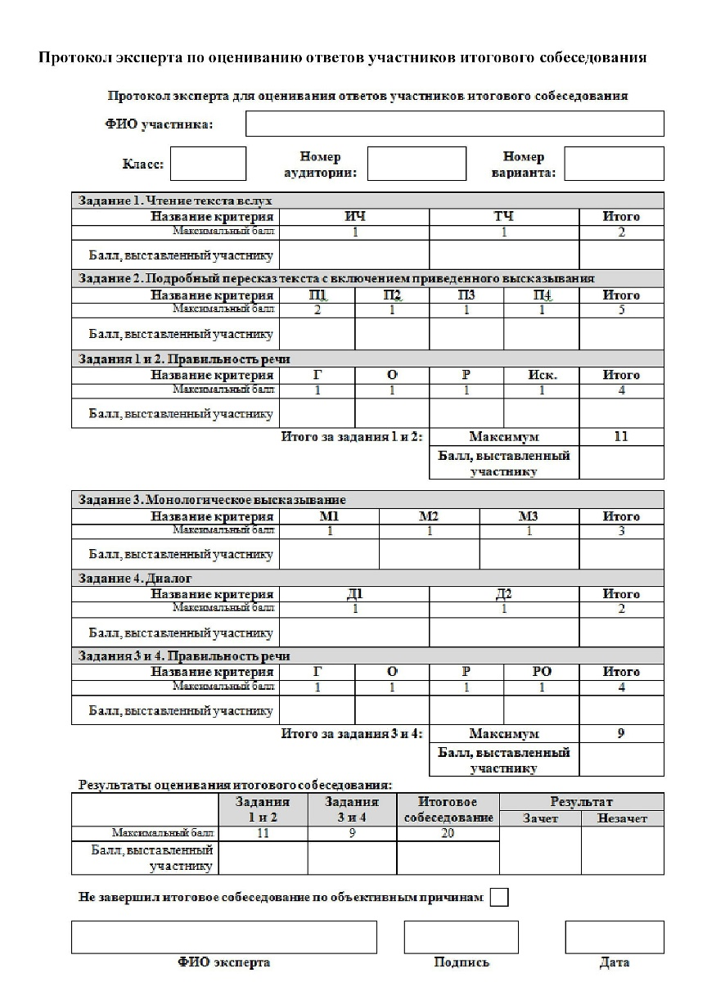 Протокол эксперта по оцениванию ответов участников итогового собеседования
Протокол эксперта для оценивания ответов участников итогового собеседования
ФИО участника:
Класс: Номер аудитории: Номер варианта:
Задание 1. Чтение текста вслух
Название критерия ИЧ ТЧ Итого
Максимальный балл 1 1 2
Балл, выставленный участнику
Задание 2. Подробный пересказ текста с включением приведенного высказывания
Название критерия П1 П2 П3 П4 Итого
Максимальный балл 2 1 1 1 5
Балл, выставленный участнику
Задания 1 и 2. Правильность речи
Название критерия Г О Р Иск. Итого
Максимальный балл 1 1 1 1 4
Балл, выставленный участнику
Итого за задания 1 и 2: Максимум 11
Балл, выставленный
участнику
Задание 3. Монологическое высказывание
Название критерия М1 М2 М3 Итого
Максимальный балл 1 1 1 3
Балл, выставленный участнику
Задание 4. Диалог
Название критерия Д1 Д2 Итого
Максимальный балл 1 1 2
Балл, выставленный участнику
Задания 3 и 4. Правильность речи
Название критерия Г О Р РО Итого
Максимальный балл 1 1 1 1 4
Балл, выставленный участнику
Итого за задания 3 и 4: Максимум 9
Балл, выставленный
участнику
Результаты оценивания итогового собеседования:
Задания 1 и 2 Задания 3 и 4 Итоговое собеседование Результат
Зачет Незачет
Максимальный балл 11 9 20
Балл, выставленный
участнику
Не завершил итоговое собеседование по объективным причинам
ФИО эксперта Подпись Дата